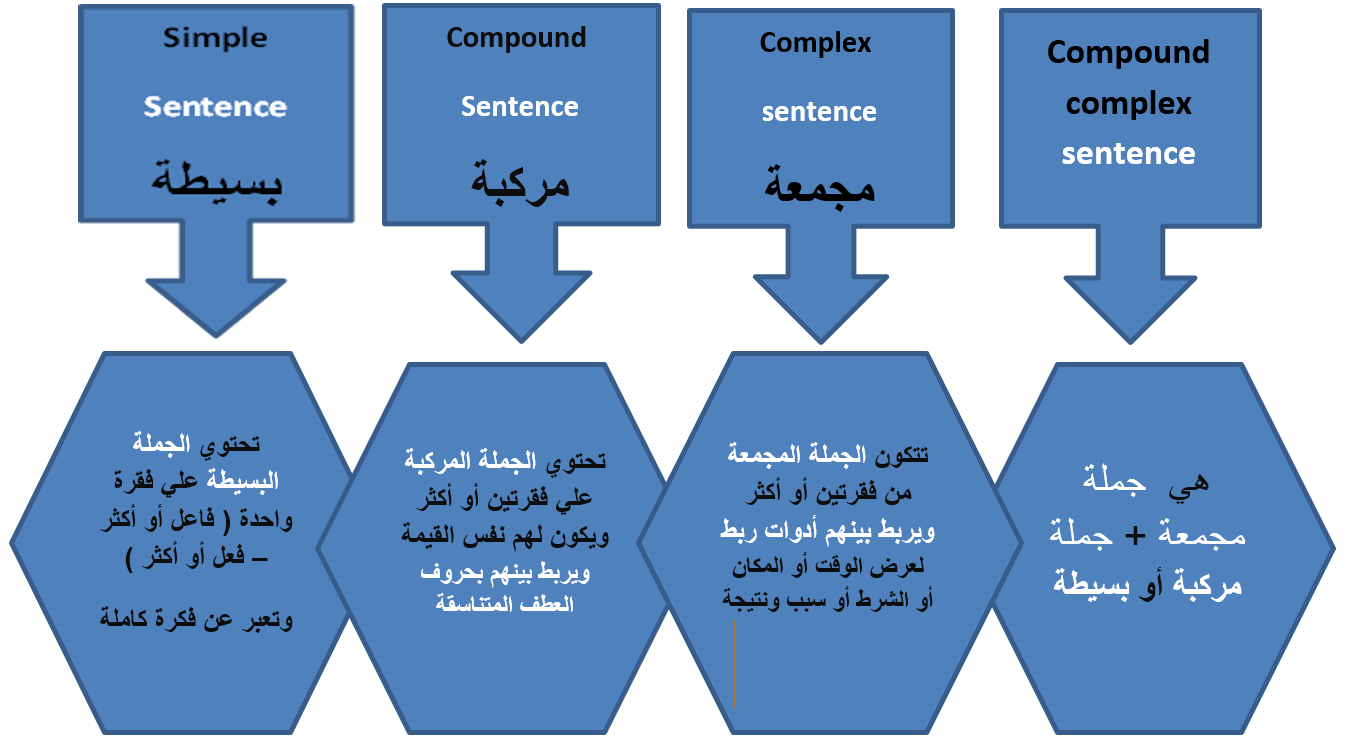 Simple
Sentence
بسيطة
Compound
Sentence
مركبة
Complex
sentence
مجمعة
Compound
complex
sentence
تحتوي الجملة
البسيطة علي فقرة
واحدة ( فاعل أو أكثر
– فعل أو أكثر )
وتعبر عن فكرة كاملة
تحتوي الجملة المركبة
علي فقرتين أو أكثر
ويكون لهم نفس القيمة
ويربط بينهم بحروف
العطف المتناسقة
تتكون الجملة المجمعة
من فقرتين أو أكثر
ويربط بينهم أدوات ربط
لعرض الوقت أو المكان
أو الشرط أو سبب ونتيجة
هي جملة
مجمعة + جملة
مركبة أو بسيطة